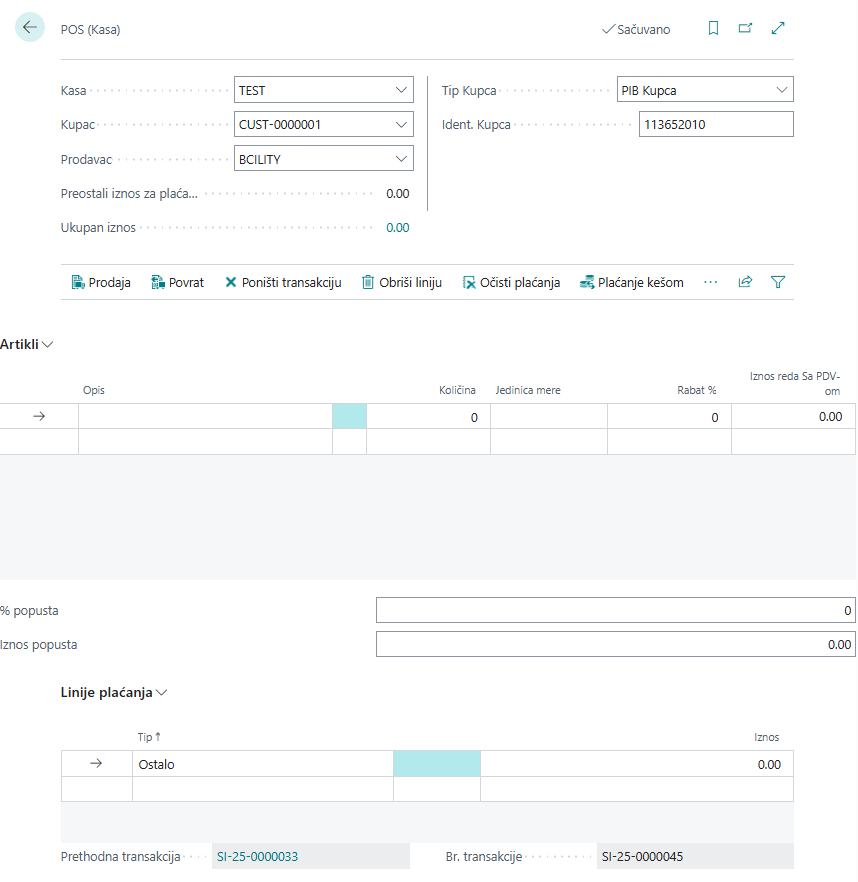 POS (Kasa)
Sačuvano
Kasa TEST
Tip Kupca PIB Kupca
Kupac CUST-0000001
Ident. Kupca 113652010
Prodavac BCILITY
Preostali iznos za plaća... 0.00
Ukupan iznos 0.00
Prodaja Povrat Poništi transakciju Obriši liniju Očisti plaćanja Plaćanje kešom ...
Artikli
Opis Količina Jedinica mere Rabat % Iznos reda Sa PDV-
om
0 0 0.00
% popusta 0
Iznos popusta 0.00
Linije plaćanja
Tip Iznos
Ostalo 0.00
Prethodna transakcija SI-25-0000033 Br. transakcije SI-25-0000045